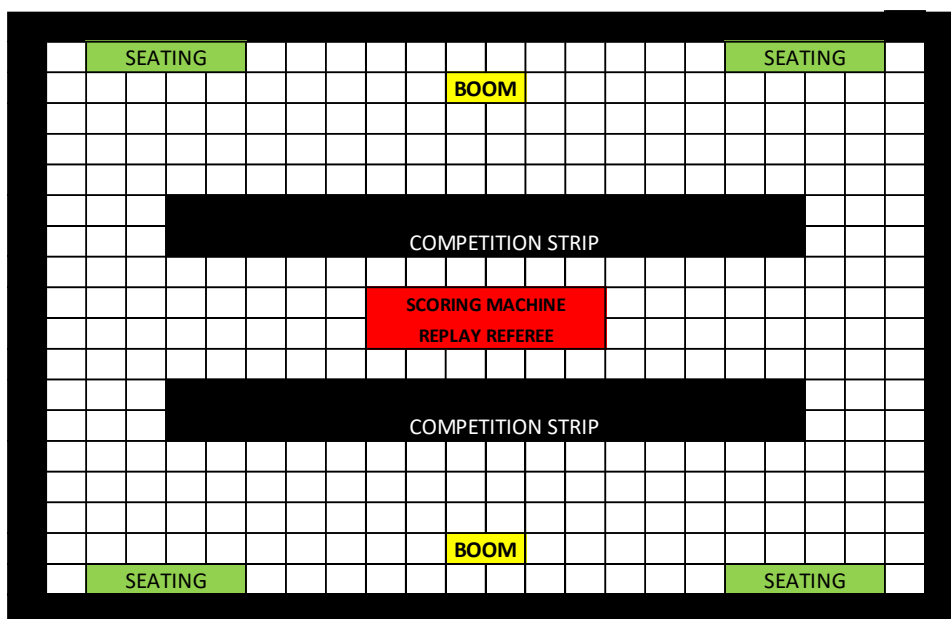 SEATING SEATING
BOOM
COMPETITION STRIP
SCORING MACHINE
REPLAY REFEREE
COMPETITION STRIP
BOOM
SEATING SEATING